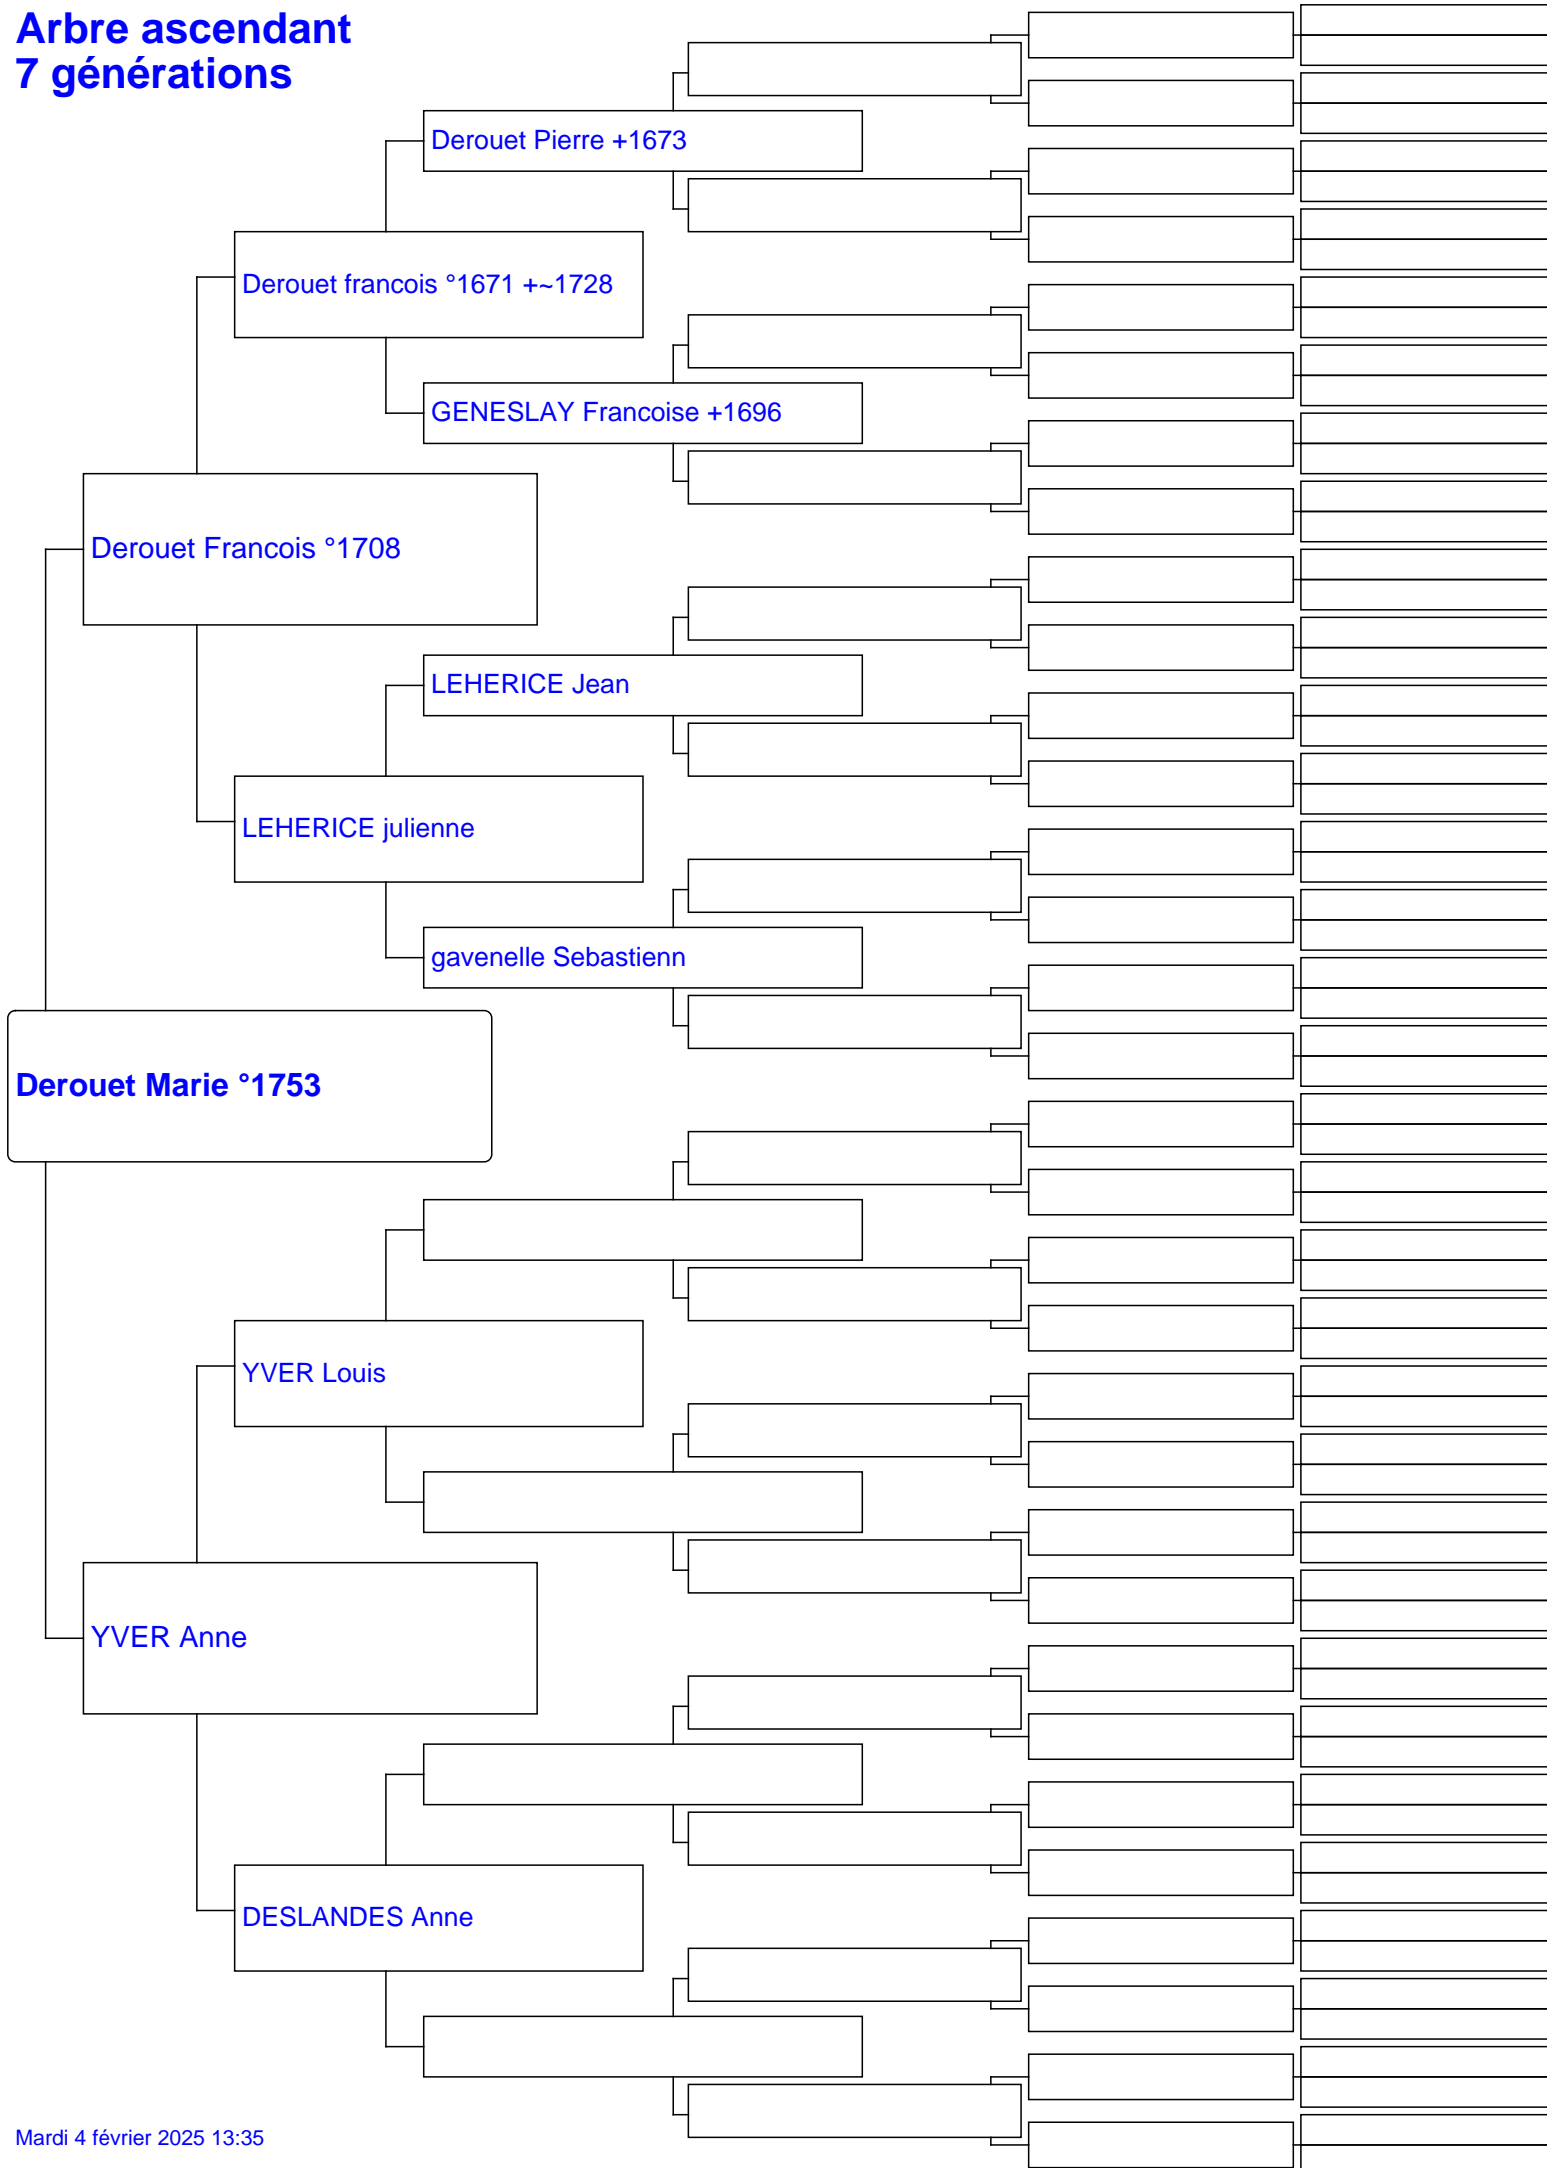 Arbre ascendant
7 générations
Derouet Pierre +1673
Derouet francois °1671 +~1728
GENESLAY Francoise +1696
Derouet Francois °1708
LEHERICE Jean
LEHERICE julienne
gavenelle Sebastienn
Derouet Marie °1753
YVER Louis
YVER Anne
DESLANDES Anne
Mardi 4 février 2025 13:35